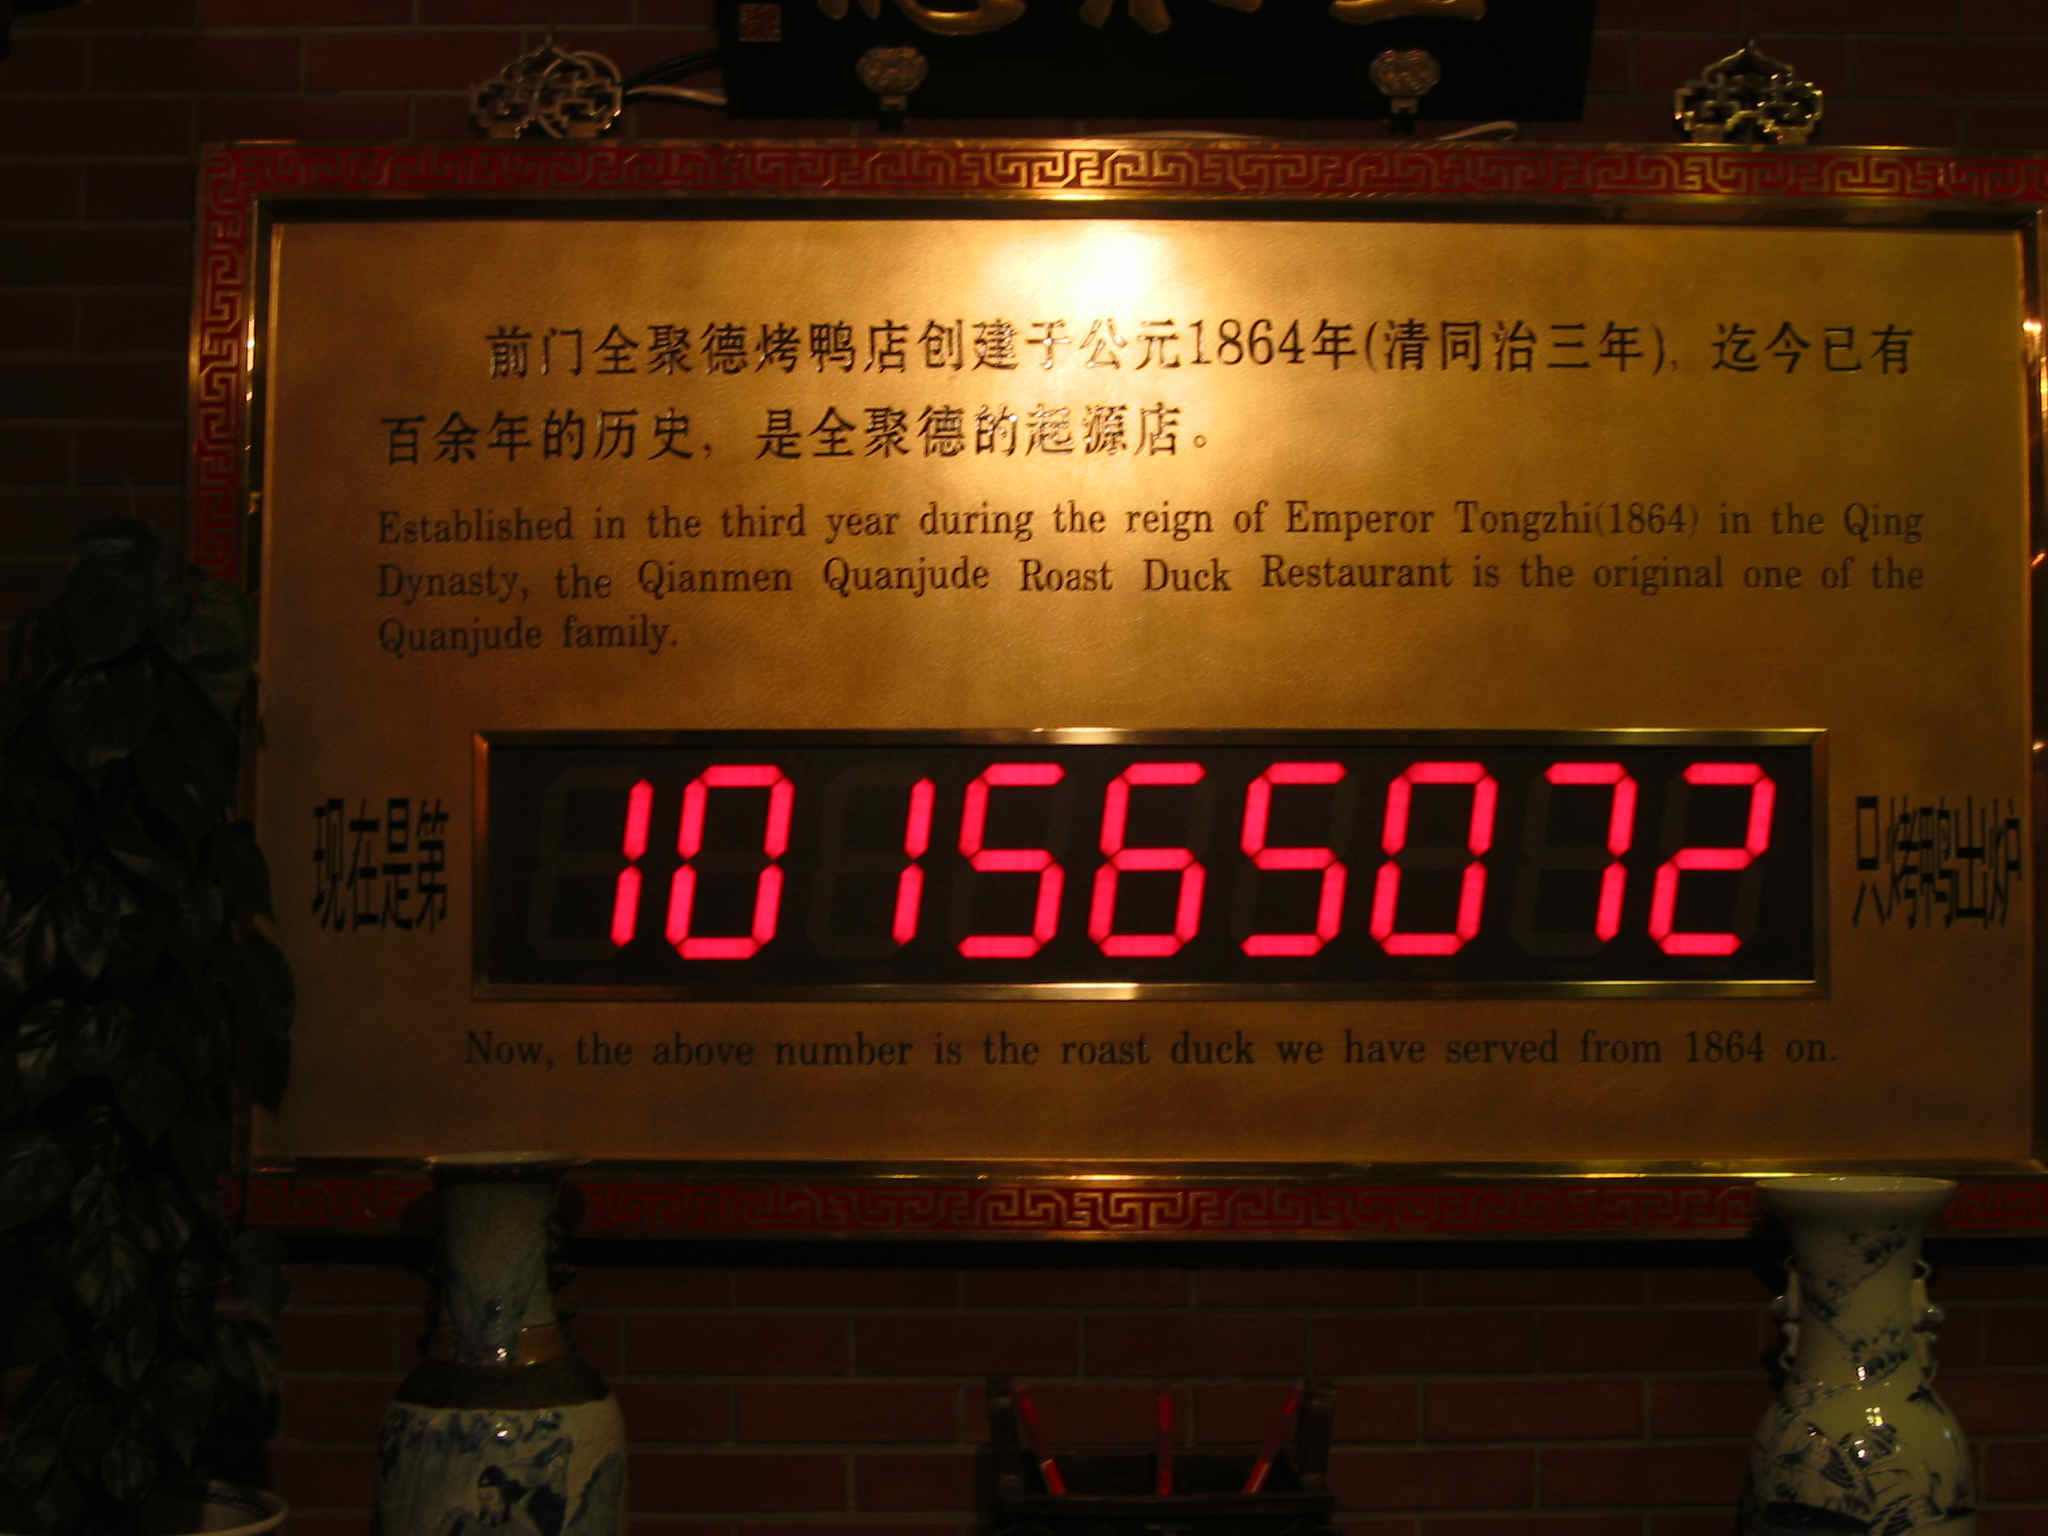 前门全聚德烤鸭店创建于公元1864年(清同治三年), 迄今已有
百余年的历史, 是全聚德的起源店。
Established in the third year during the reign of Emperor Tongzhi(1864) in the Qing
Dynasty, the Qianmen Quanjude Roast Duck Restaurant is the original one of the
Quanjude family.
现在是第 101565072 只烤鸭出炉
Now, the above number is the roast duck we have served from 1864 on.